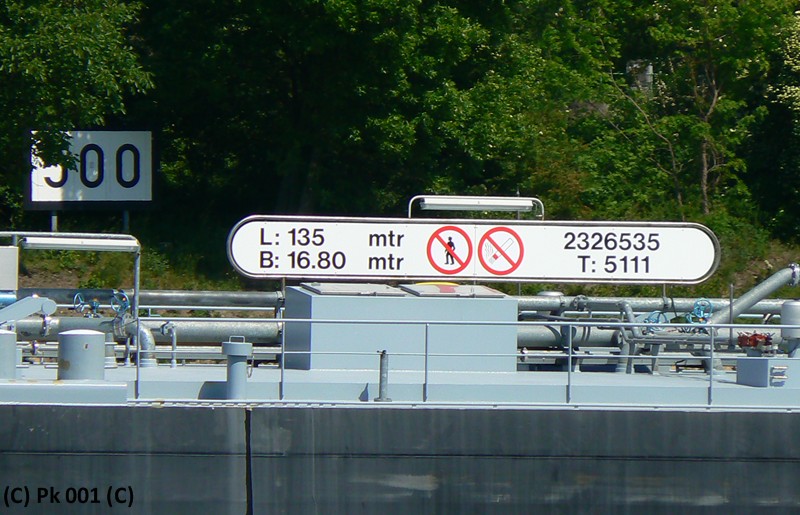 L: 135 mtr
B: 16.80 mtr
2326535
T: 5111
(C) Pk 001 (C)